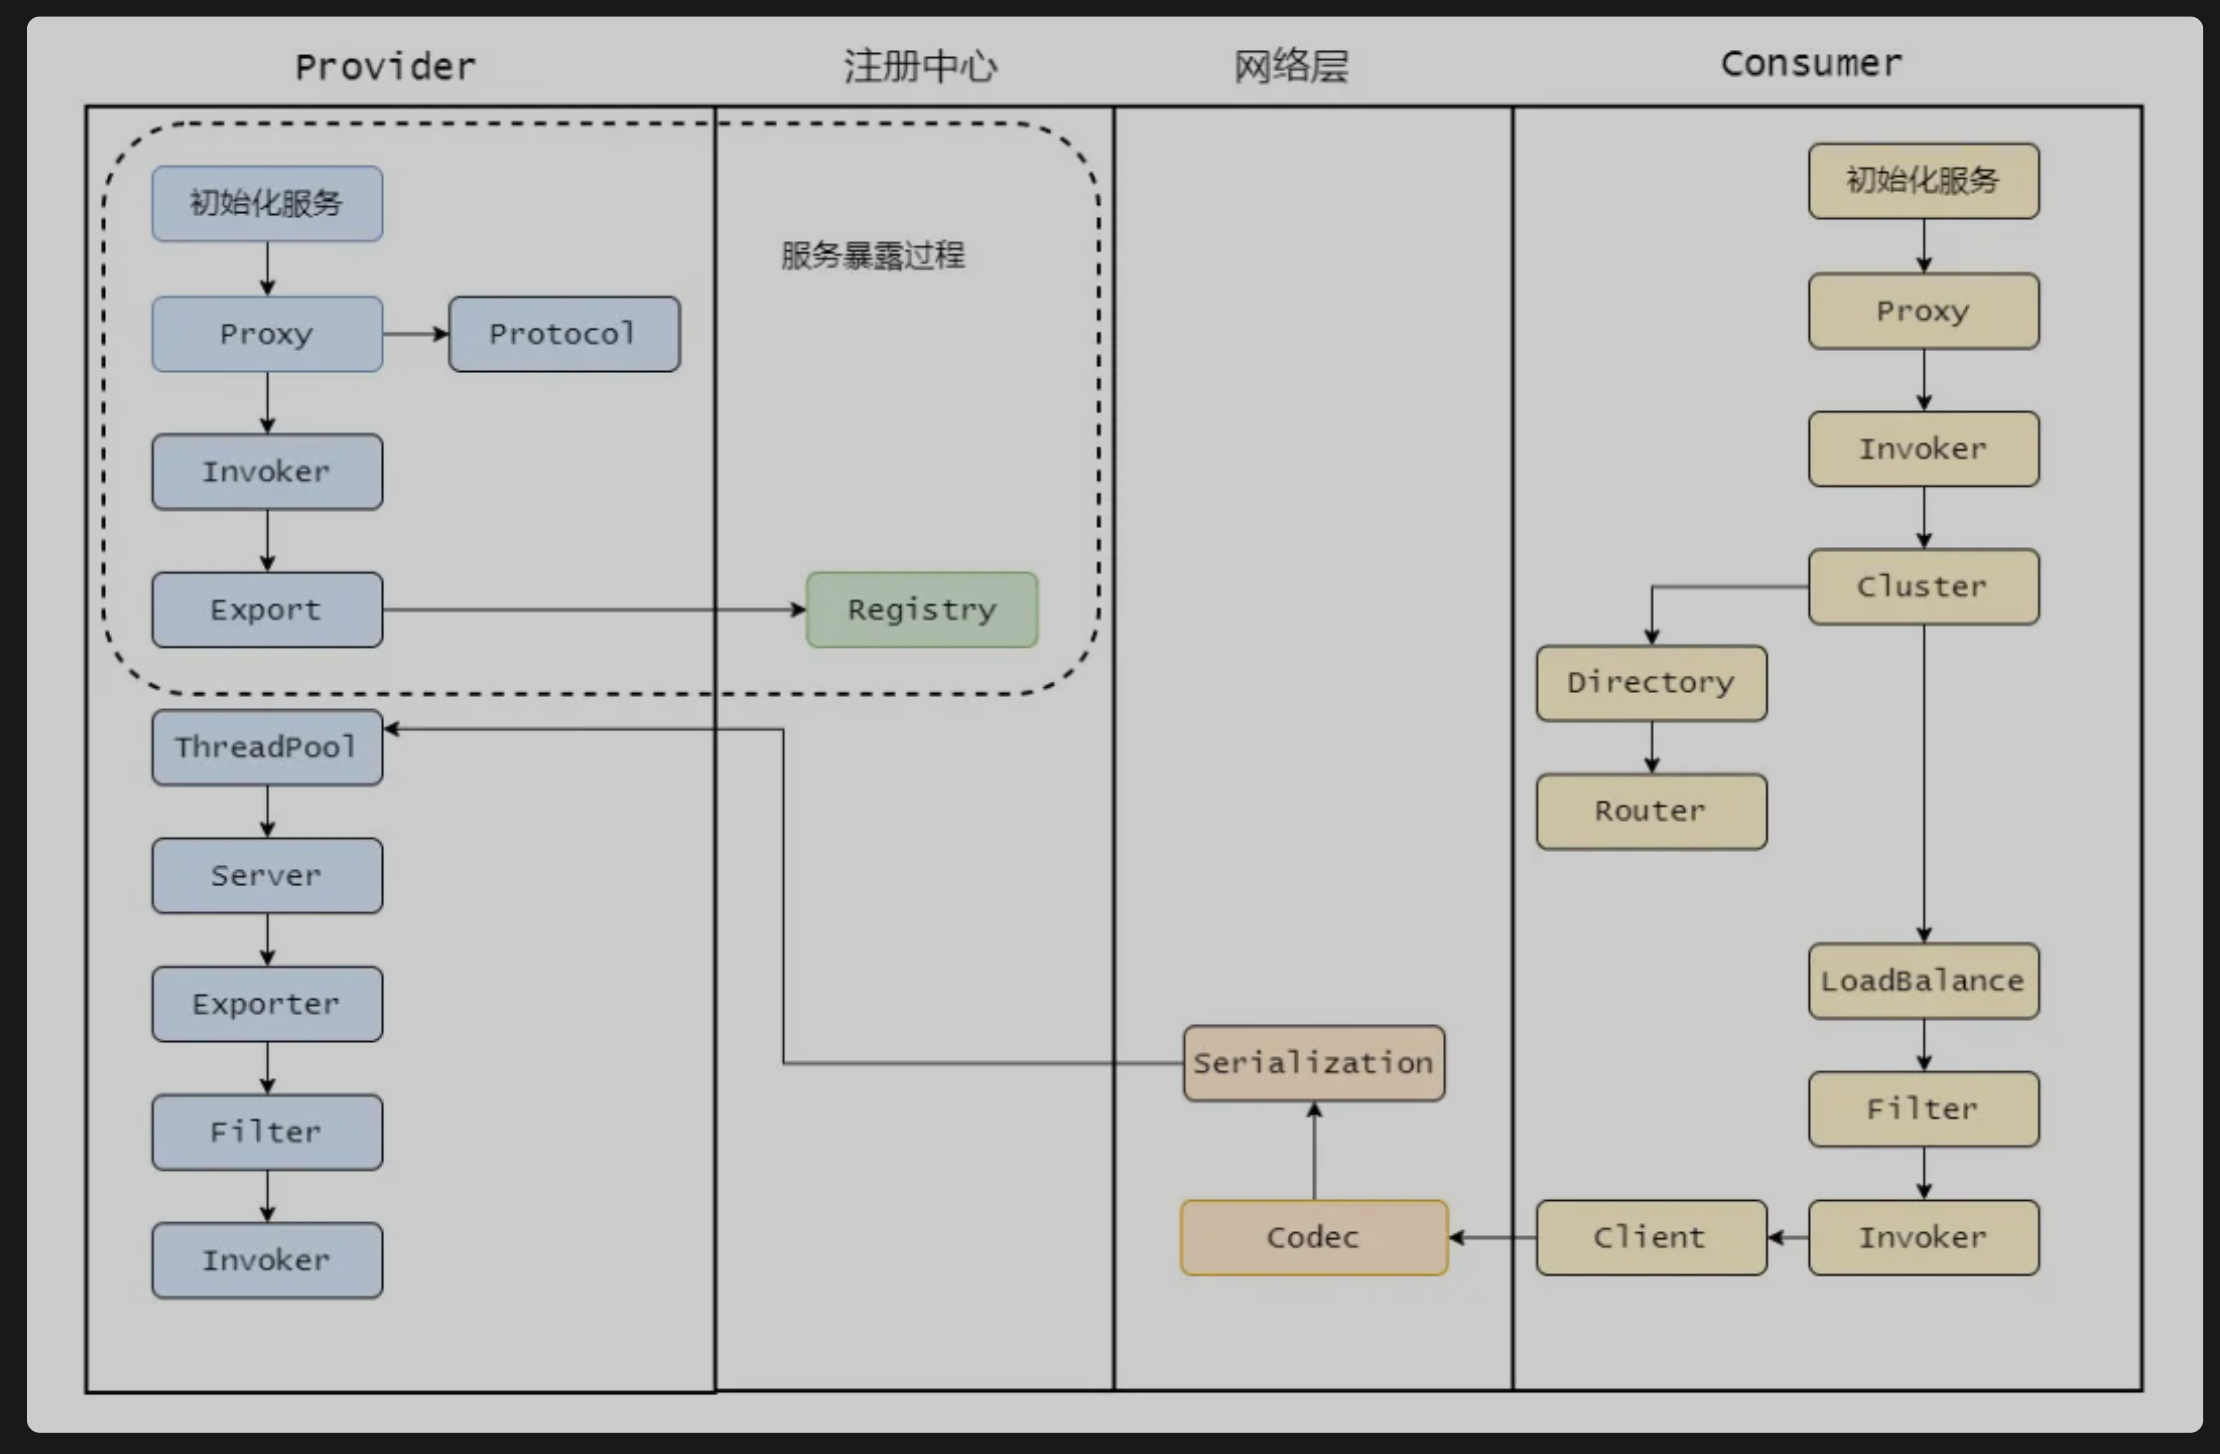 Provider
注册中心
网络层
Consumer
初始化服务
Proxy
Protocol
Invoker
Export
服务暴露过程
Registry
ThreadPool
Server
Exporter
Filter
Invoker
Serialization
Codec
初始化服务
Proxy
Invoker
Cluster
Directory
Router
LoadBalance
Filter
Invoker
Client